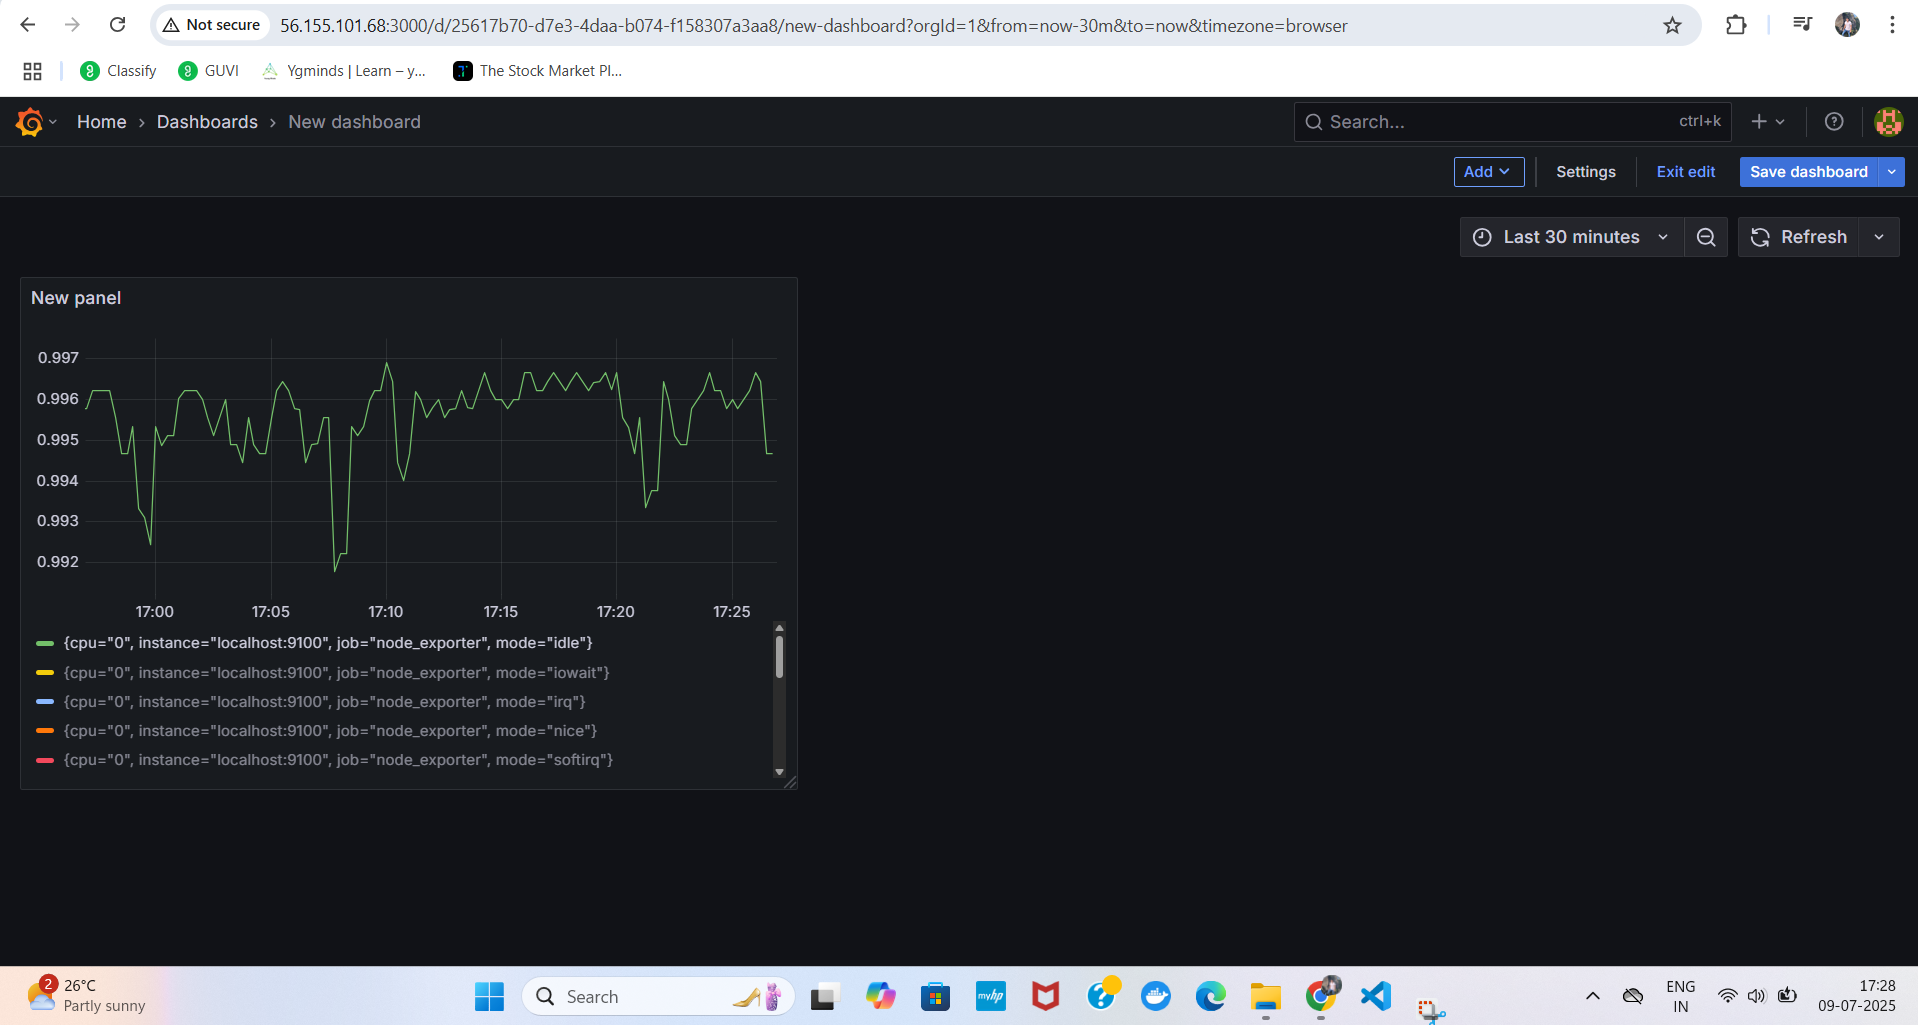 Not secure 56.155.101.68:3000/d/25617b70-d7e3-4daa-b074-f158307a3aa8/new-dashboard?orgId=1&from=now-30m&to=now&timezone=browser
Classify GUVI Ygminds | Learn – y... The Stock Market Pl...
Home › Dashboards › New dashboard Search... ctrl+k
Add Settings Exit edit Save dashboard
Last 30 minutes Refresh
New panel
0.997
0.996
0.995
0.994
0.993
0.992
17:00 17:05 17:10 17:15 17:20 17:25
{cpu="0", instance="localhost:9100", job="node_exporter", mode="idle"}
{cpu="0", instance="localhost:9100", job="node_exporter", mode="iowait"}
{cpu="0", instance="localhost:9100", job="node_exporter", mode="irq"}
{cpu="0", instance="localhost:9100", job="node_exporter", mode="nice"}
{cpu="0", instance="localhost:9100", job="node_exporter", mode="softirq"}
2 26°C
Partly sunny
Search
myhp
ENG
IN
17:28
09-07-2025